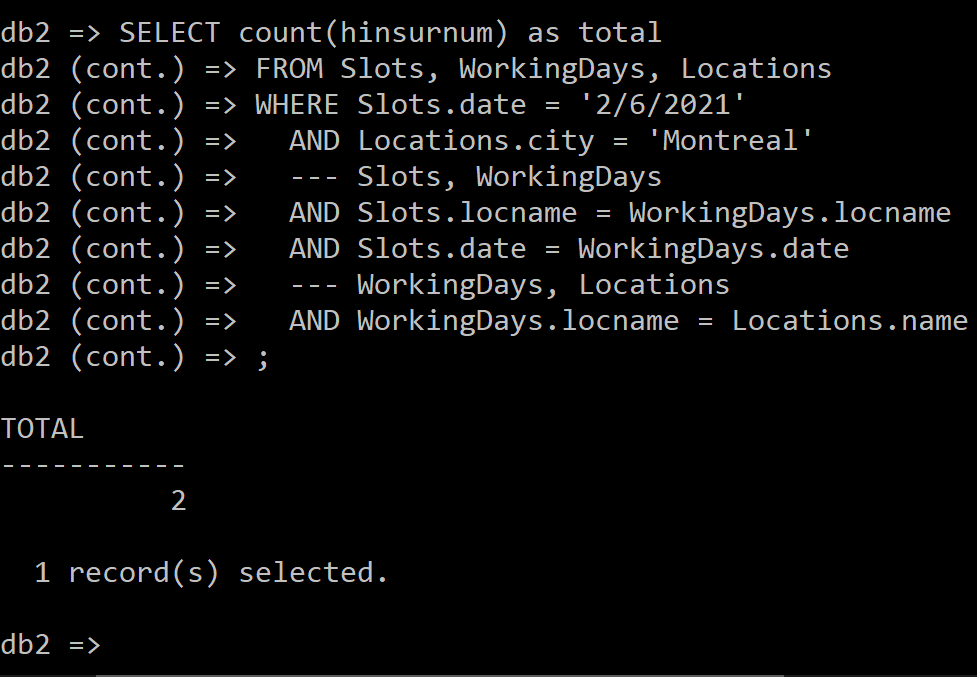 db2 => SELECT count(hinsurnum) as total
db2 (cont.) => FROM Slots, WorkingDays, Locations
db2 (cont.) => WHERE Slots.date = '2/6/2021'
db2 (cont.) =>   AND Locations.city = 'Montreal'
db2 (cont.) =>   --- Slots, WorkingDays
db2 (cont.) =>   AND Slots.locname = WorkingDays.locname
db2 (cont.) =>   AND Slots.date = WorkingDays.date
db2 (cont.) =>   --- WorkingDays, Locations
db2 (cont.) =>   AND WorkingDays.locname = Locations.name
db2 (cont.) => ;
TOTAL
-----------
          2
  1 record(s) selected.
db2 =>